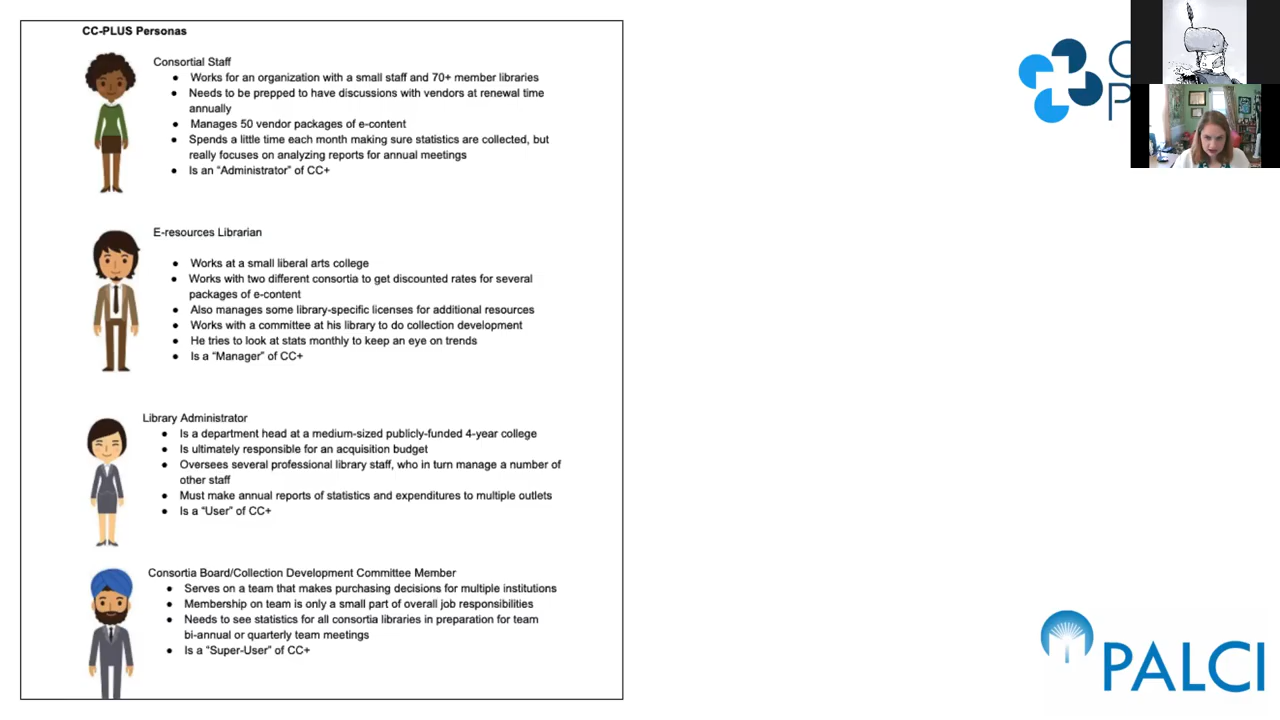 CC-PLUS Personas
Consortial Staff
● Works for an organization with a small staff and 70+ member libraries
● Needs to be prepped to have discussions with vendors at renewal time
annually
● Manages 50 vendor packages of e-content
● Spends a little time each month making sure statistics are collected, but
really focuses on analyzing reports for annual meetings
● Is an “Administrator” of CC+
E-resources Librarian
● Works at a small liberal arts college
● Works with two different consortia to get discounted rates for several
packages of e-content
● Also manages some library-specific licenses for additional resources
● Works with a committee at his library to do collection development
● He tries to look at stats monthly to keep an eye on trends
● Is a “Manager” of CC+
Library Administrator
● Is a department head at a medium-sized publicly-funded 4-year college
● Is ultimately responsible for an acquisition budget
● Oversees several professional library staff, who in turn manage a number of
other staff
● Must make annual reports of statistics and expenditures to multiple outlets
● Is a “User” of CC+
Consortia Board/Collection Development Committee Member
● Serves on a team that makes purchasing decisions for multiple institutions
● Membership on team is only a small part of overall job responsibilities
● Needs to see statistics for all consortia libraries in preparation for team
bi-annual or quarterly team meetings
● Is a “Super-User” of CC+
PALCI